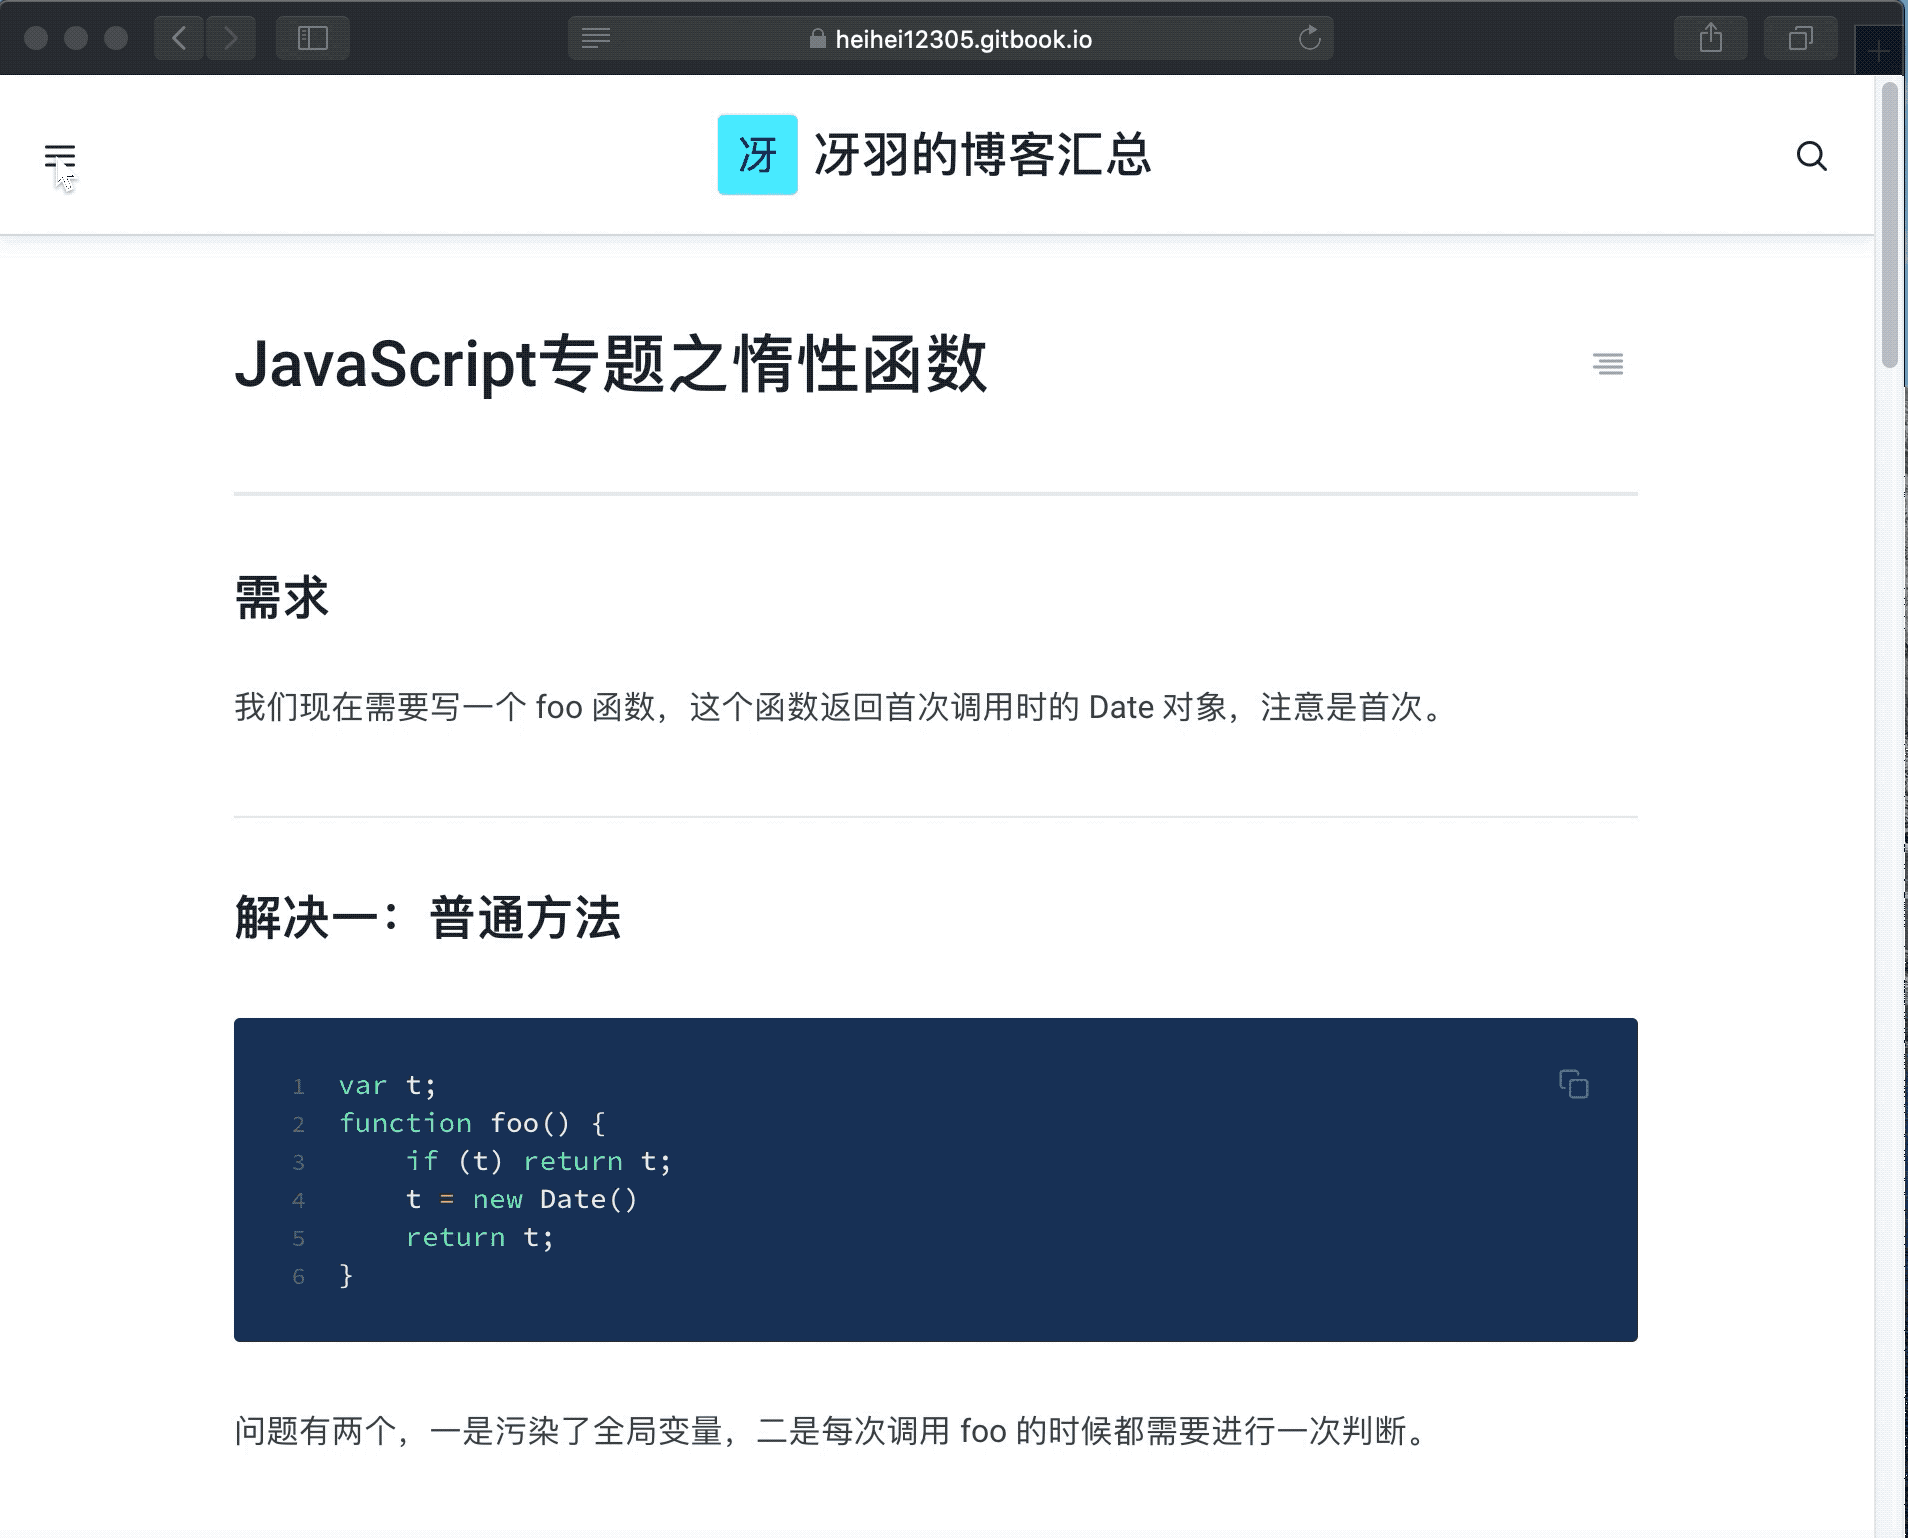 heihei12305.gitbook.io
冴 冴羽的博客汇总
JavaScript专题之惰性函数
需求
我们现在需要写一个 foo 函数，这个函数返回首次调用时的 Date 对象，注意是首次。
解决一：普通方法
1 var t;
2 function foo() {
3     if (t) return t;
4     t = new Date()
5     return t;
6 }
问题有两个，一是污染了全局变量，二是每次调用 foo 的时候都需要进行一次判断。